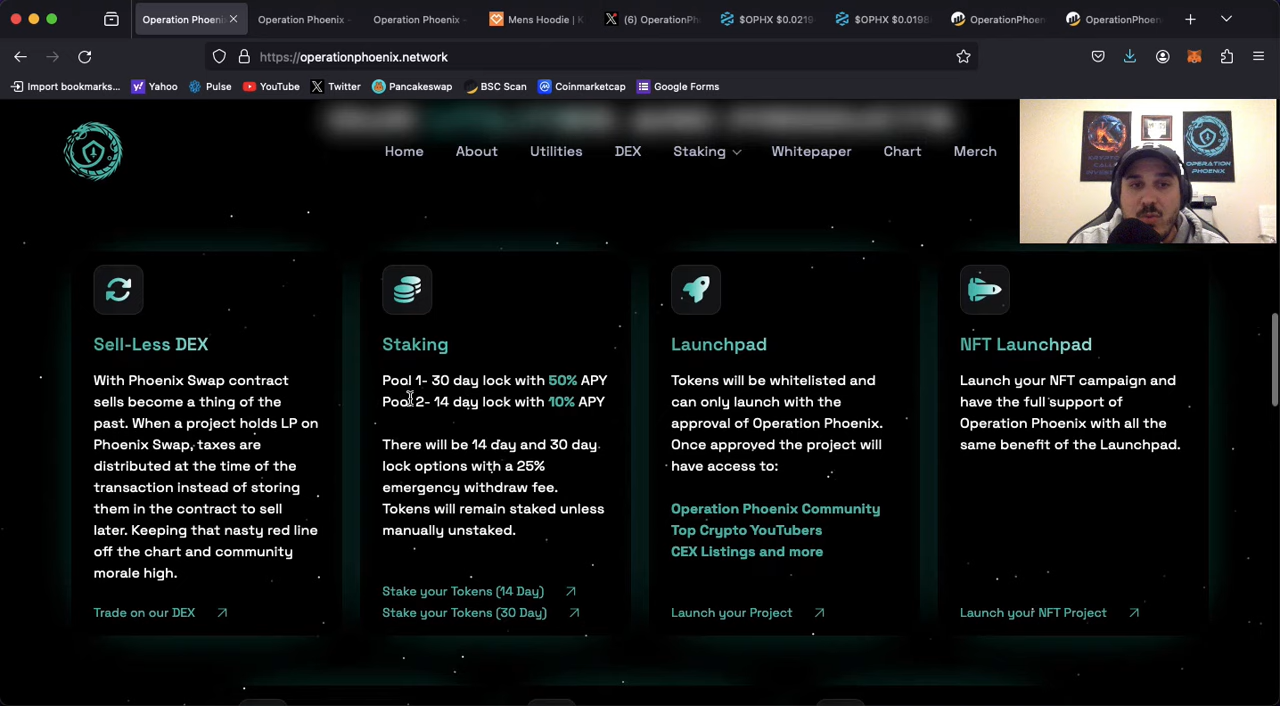 Operation Phoeni
Operation Phoenix
Operation Phoenix
Mens Hoodie | K
(6) OperationPh
$OPHX $0.0219
$OPHX $0.0198
OperationPhoen
OperationPhoen
https://operationphoenix.network
Import bookmarks...
Yahoo
Pulse
YouTube
Twitter
Pancakeswap
BSC Scan
Coinmarketcap
Google Forms
Home
About
Utilities
DEX
Staking
Whitepaper
Chart
Merch
OPERATION
PHOENIX
Sell-Less DEX
With Phoenix Swap contract
sells become a thing of the
past. When a project holds LP on
Phoenix Swap, taxes are
distributed at the time of the
transaction instead of storing
them in the contract to sell
later. Keeping that nasty red line
off the chart and community
morale high.
Trade on our DEX
Staking
Pool 1- 30 day lock with 50% APY
Pool 2- 14 day lock with 10% APY
There will be 14 day and 30 day
lock options with a 25%
emergency withdraw fee.
Tokens will remain staked unless
manually unstaked.
Stake your Tokens (14 Day)
Stake your Tokens (30 Day)
Launchpad
Tokens will be whitelisted and
can only launch with the
approval of Operation Phoenix.
Once approved the project will
have access to:
Operation Phoenix Community
Top Crypto YouTubers
CEX Listings and more
Launch your Project
NFT Launchpad
Launch your NFT campaign and
have the full support of
Operation Phoenix with all the
same benefit of the Launchpad.
Launch your NFT Project